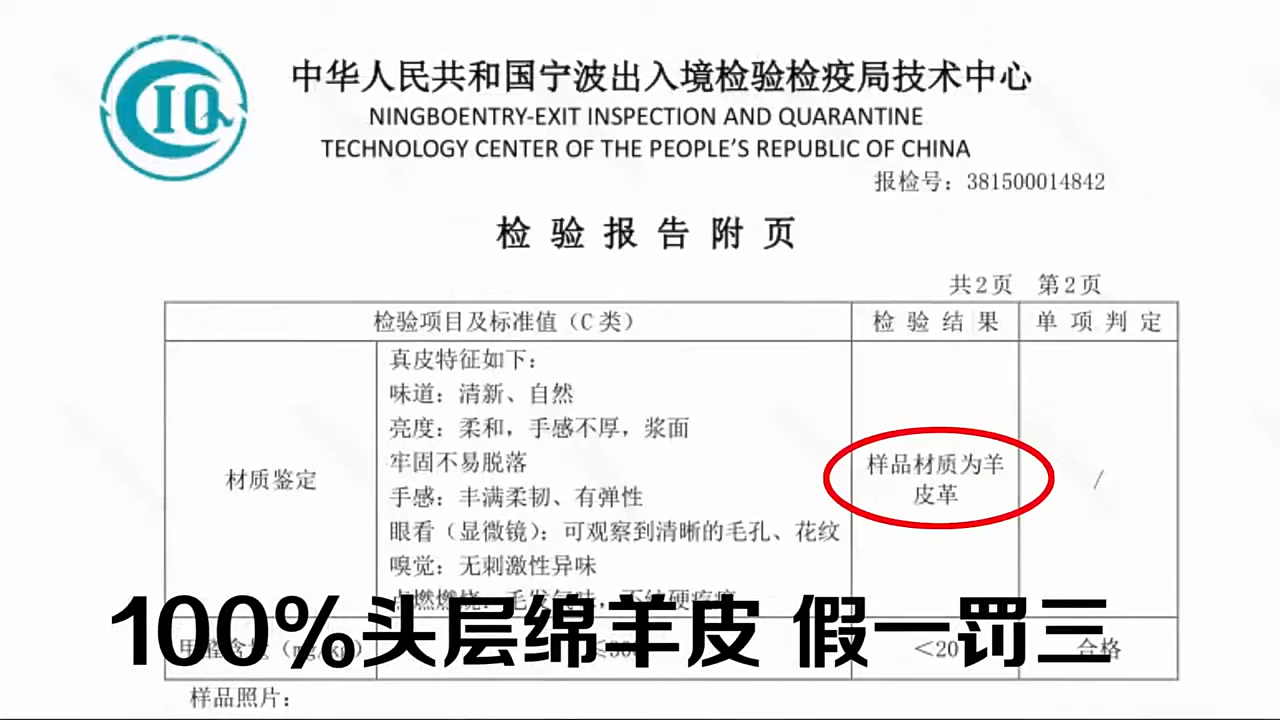 CIQ
中华人民共和国宁波出入境检验检疫局技术中心
NINGBOENTRY-EXIT INSPECTION AND QUARANTINE
TECHNOLOGY CENTER OF THE PEOPLE'S REPUBLIC OF CHINA
报检号：381500014842
检验报告附页
共2页 第2页
检验项目及标准值（C类） 检验结果 单项判定
真皮特征如下：
味道：清新、自然
亮度：柔和，手感不厚，浆面
牢固不易脱落
材质鉴定
手感：丰满柔韧、有弹性
眼看（显微镜）：可观察到清晰的毛孔、花纹
嗅觉：无刺激性异味
样品材质为羊
皮革
/
100%头层绵羊皮 假一罚三
<20
合格
样品照片：